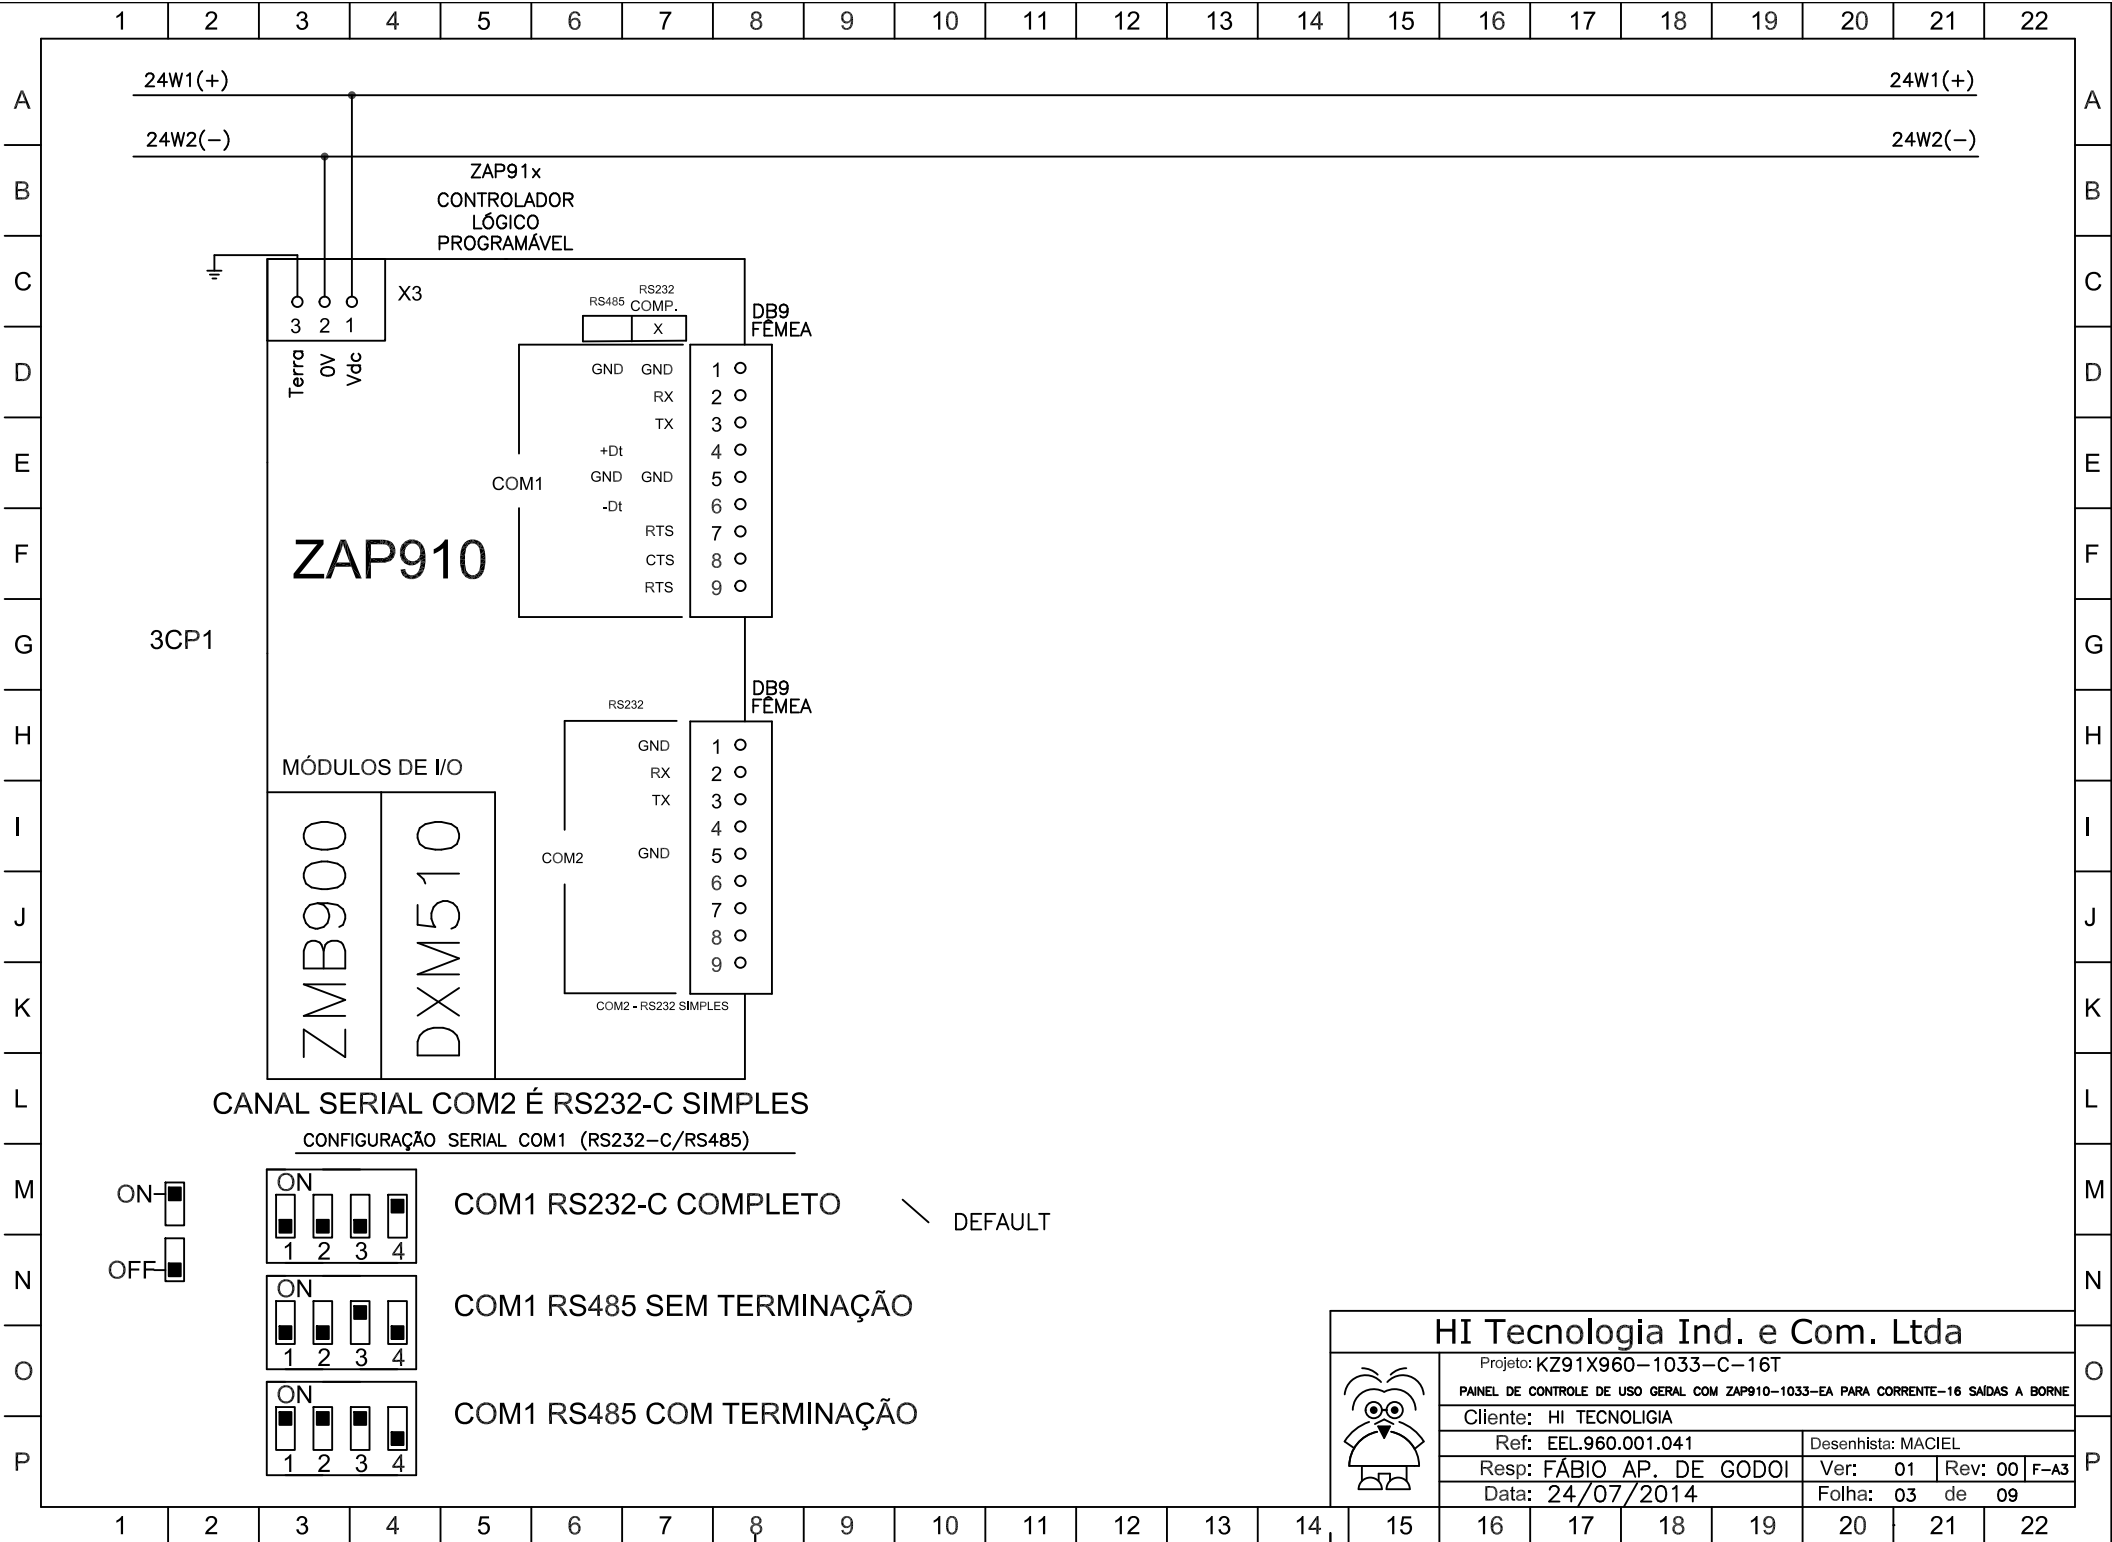 1 2 3 4 5 6 7 8 9 10 11 12 13 14 15 16 17 18 19 20 21 22
A
B
C
D
E
F
G
H
I
J
K
L
M
N
O
P
24W1(+) 24W1(+)
24W2(-) 24W2(-)
ZAP91x
CONTROLADOR
LÓGICO
PROGRAMÁVEL
X3
3 2 1
Terra
0V
Vdc
RS485
RS232
COMP.
X
DB9
FÊMEA
GND GND 1
RX 2
TX 3
+Dt 4
GND GND 5
-Dt 6
RTS 7
CTS 8
RTS 9
COM1
ZAP910
3CP1
DB9
FÊMEA
RS232
GND 1
RX 2
TX 3
4
GND 5
6
7
8
9
COM2
COM2 - RS232 SIMPLES
MÓDULOS DE I/O
ZMB900
DXM510
CANAL SERIAL COM2 É RS232-C SIMPLES
CONFIGURAÇÃO SERIAL COM1 (RS232-C/RS485)
ON
OFF
ON
1 2 3 4
COM1 RS232-C COMPLETO
DEFAULT
ON
1 2 3 4
COM1 RS485 SEM TERMINAÇÃO
ON
1 2 3 4
COM1 RS485 COM TERMINAÇÃO
HI Tecnologia Ind. e Com. Ltda
Projeto: KZ91X960-1033-C-16T
PAINEL DE CONTROLE DE USO GERAL COM ZAP910-1033-EA PARA CORRENTE-16 SAÍDAS A BORNE
Cliente: HI TECNOLIGIA
Ref: EEL.960.001.041 Desenhista: MACIEL
Resp: FÁBIO AP. DE GODOI Ver: 01 Rev: 00 F-A3
Data: 24/07/2014 Folha: 03 de 09
A
B
C
D
E
F
G
H
I
J
K
L
M
N
O
P
1 2 3 4 5 6 7 8 9 10 11 12 13 14 15 16 17 18 19 20 21 22